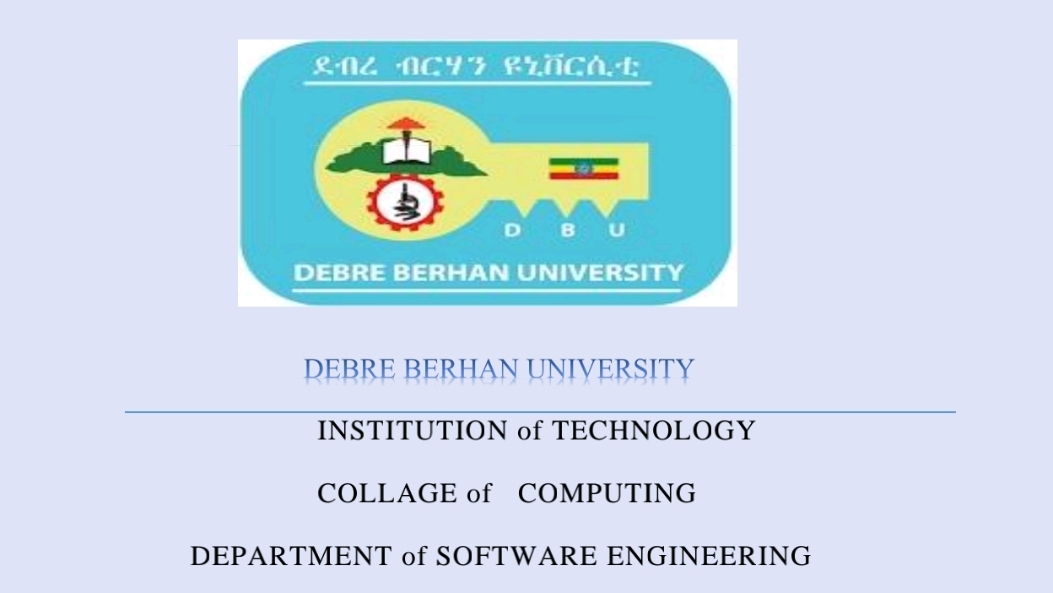 ደብረ ብርሃን ዩኒቨርሲቲ
D B U
DEBRE BERHAN UNIVERSITY
DEBRE BERHAN UNIVERSITY
INSTITUTION of TECHNOLOGY
COLLAGE of COMPUTING
DEPARTMENT of SOFTWARE ENGINEERING